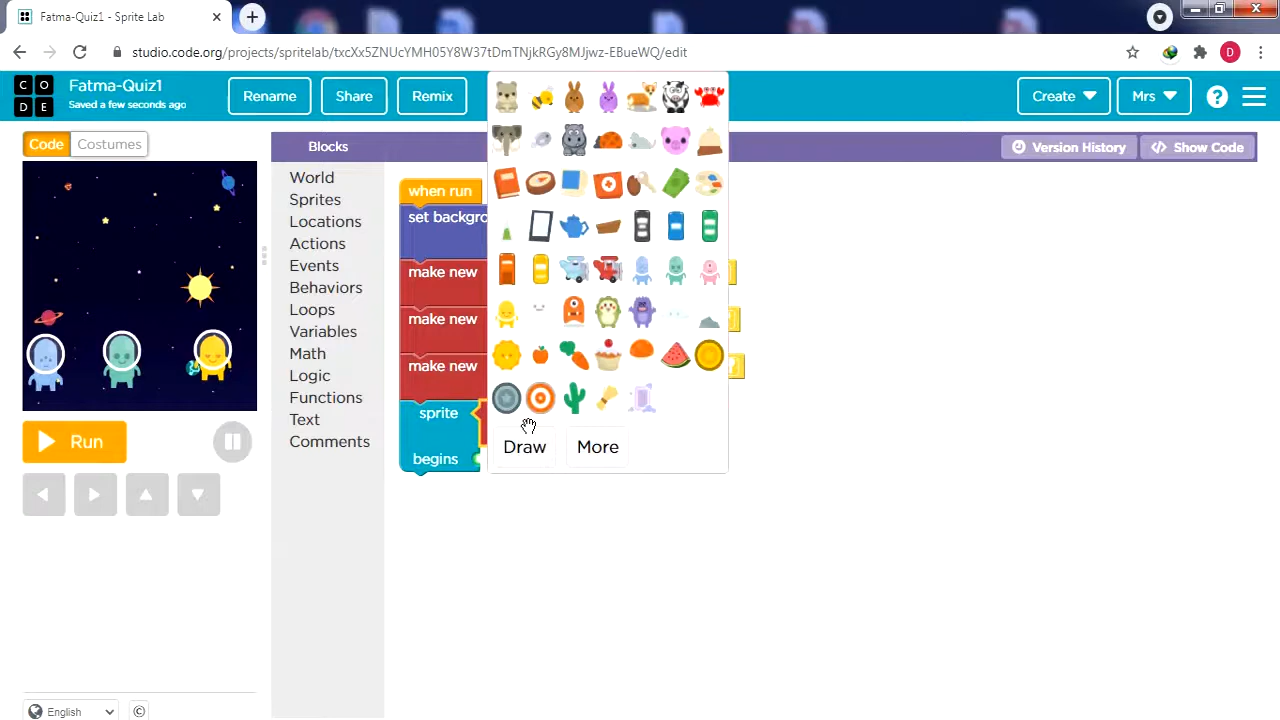 Fatma-Quiz1 - Sprite Lab
studio.code.org/projects/spritelab/txcXx5ZNUcYMH05Y8W37tDmTNjkRGy8MJjwz-EBueWQ/edit
D
C O
D E
Fatma-Quiz1
Saved a few seconds ago
Rename
Share
Remix
Create
Mrs
?
Code
Costumes
Blocks
Version History
Show Code
World
Sprites
Locations
Actions
Events
Behaviors
Loops
Variables
Math
Logic
Functions
Text
Comments
when run
set backgro
make new
make new
make new
sprite
begins
Draw
More
Run
English
©